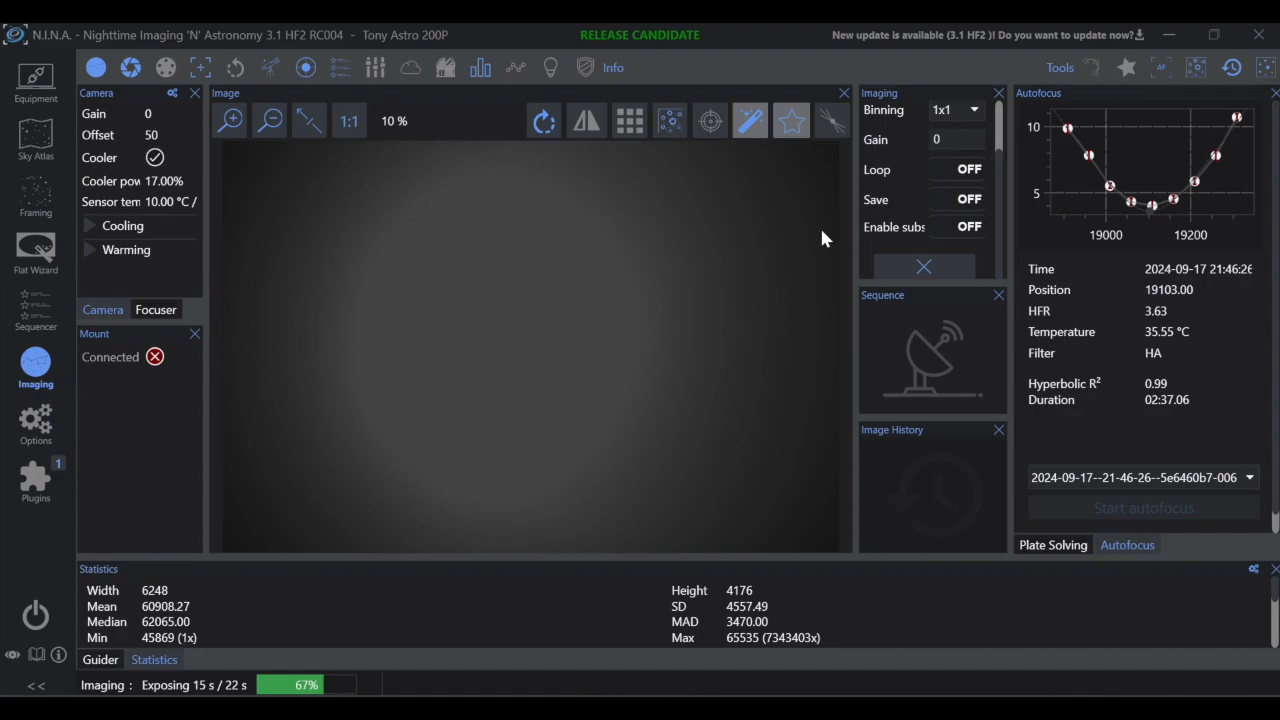 N.I.N.A. - Nighttime Imaging 'N' Astronomy 3.1 HF2 RC004 - Tony Astro 200P
RELEASE CANDIDATE
New update is available (3.1 HF2 )! Do you want to update now?
Equipment
Sky Atlas
Framing
Flat Wizard
Sequencer
Imaging
Options
1
Plugins
<<
Info
Tools
AF
Camera
Gain 0
Offset 50
Cooler
Cooler pow 17.00%
Sensor tem 10.00 °C /
Cooling
Warming
Camera Focuser
Mount
Connected
Image
1:1 10 %
Imaging
Binning 1x1
Gain 0
Loop OFF
Save OFF
Enable subs OFF
Sequence
Image History
Autofocus
10
5
19000 19200
Time 2024-09-17 21:46:26
Position 19103.00
HFR 3.63
Temperature 35.55 °C
Filter HA
Hyperbolic R² 0.99
Duration 02:37.06
2024-09-17--21-46-26--5e6460b7-006
Start autofocus
Plate Solving Autofocus
Statistics
Width 6248 Height 4176
Mean 60908.27 SD 4557.49
Median 62065.00 MAD 3470.00
Min 45869 (1x) Max 65535 (7343403x)
Guider Statistics
Imaging : Exposing 15 s / 22 s 67%